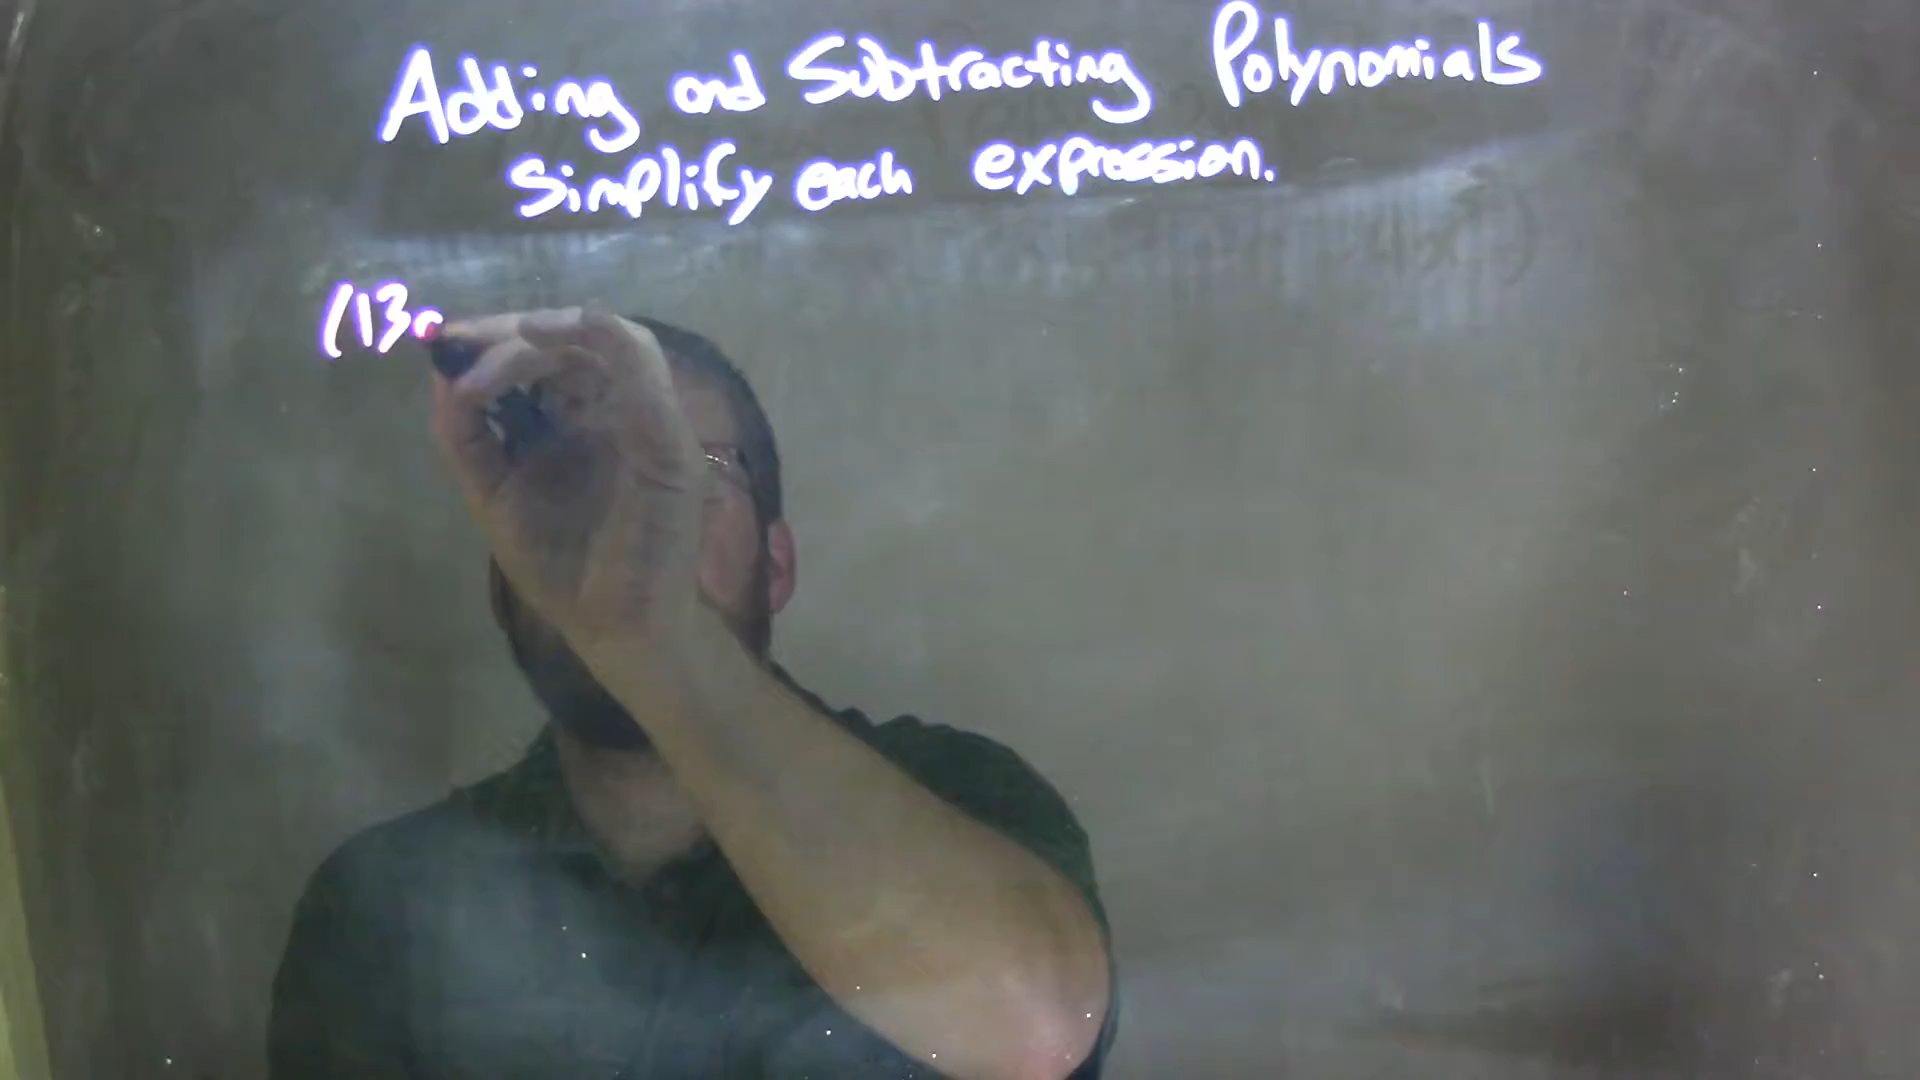 Adding and Subtracting Polynomials
Simplify each expression.
(13